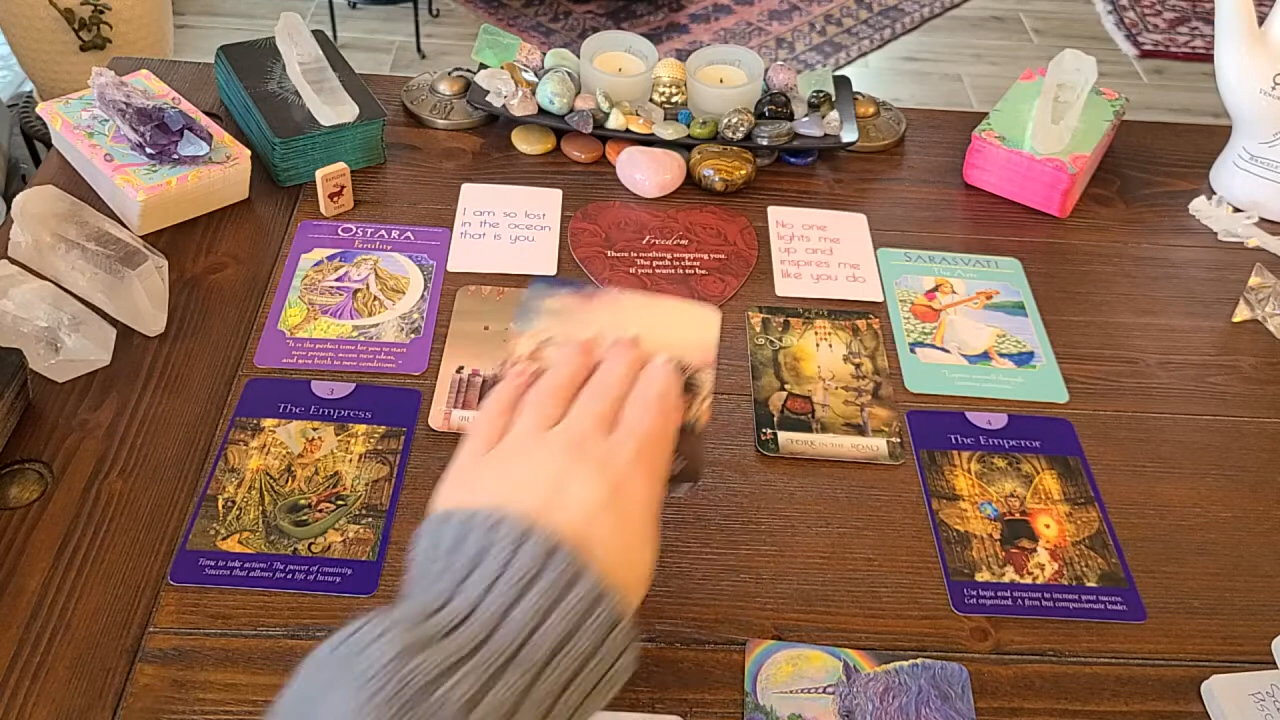 EXPLORE
OSTARA
Fertility
"It is the perfect time for you to start
new projects, access new ideas,
and give birth to new conditions."
I am so lost
in the ocean
that is you.
Freedom
There is nothing stopping you.
The path is clear
if you want it to be.
No one
lights me
up and
inspires me
like you do
SARASVATI
The Arts
"Express yourself through
FORK IN THE ROAD
3
The Empress
Time to take action! The power of creativity.
Success that allows for a life of luxury.
4
The Emperor
Use logic and structure to increase your success.
Get organized. A firm but compassionate leader.